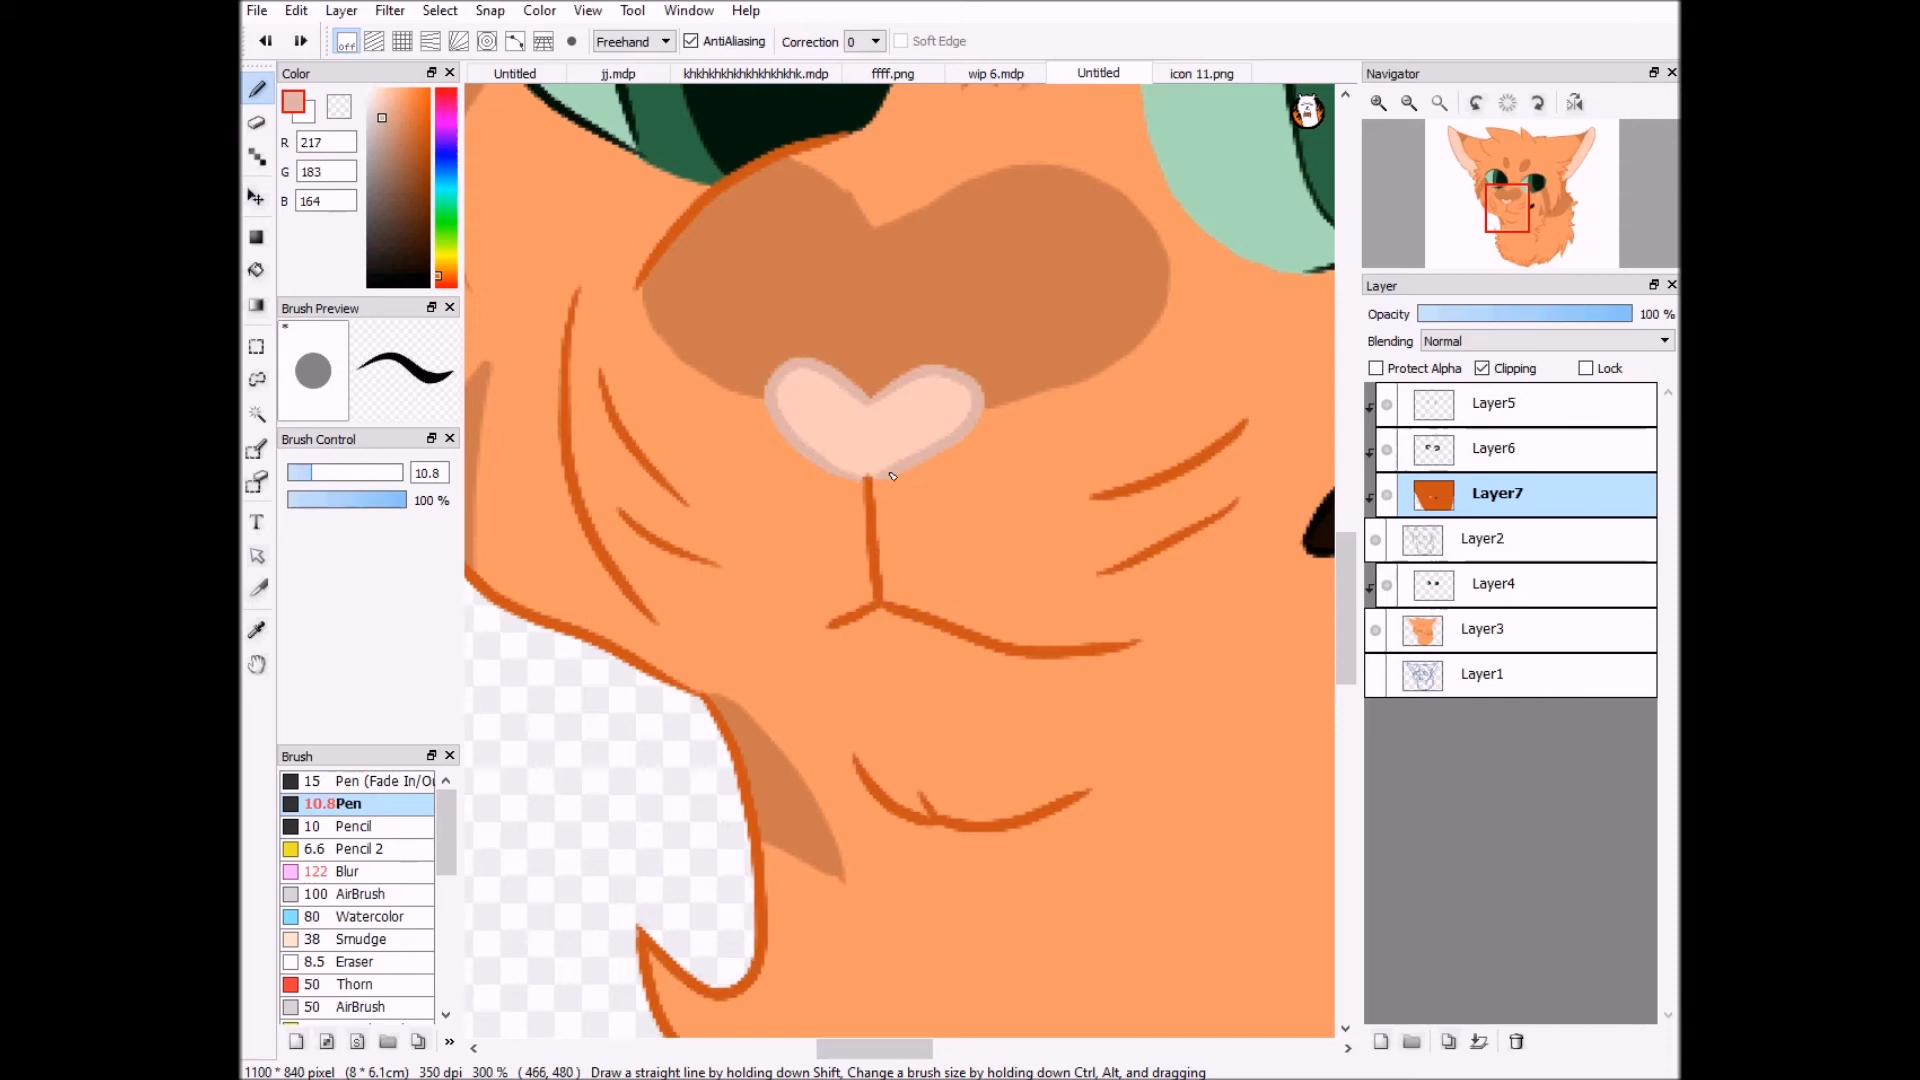 File Edit Layer Filter Select Snap Color View Tool Window Help
off Freehand AntiAliasing Correction 0 Soft Edge
Color
R 217
G 183
B 164
Brush Preview
*
Brush Control
10.8
100 %
Brush
15 Pen (Fade In/Ou
10.8 Pen
10 Pencil
6.6 Pencil 2
122 Blur
100 AirBrush
80 Watercolor
38 Smudge
8.5 Eraser
50 Thorn
50 AirBrush
»
Untitled jj.mdp khkhkhkhkhkhkhkhk.mdp ffff.png wip 6.mdp Untitled icon 11.png
Navigator
Layer
Opacity 100 %
Blending Normal
Protect Alpha Clipping Lock
Layer5
Layer6
Layer7
Layer2
Layer4
Layer3
Layer1
1100 * 840 pixel (8 * 6.1cm) 350 dpi 300 % ( 466, 480 ) Draw a straight line by holding down Shift, Change a brush size by holding down Ctrl, Alt, and dragging